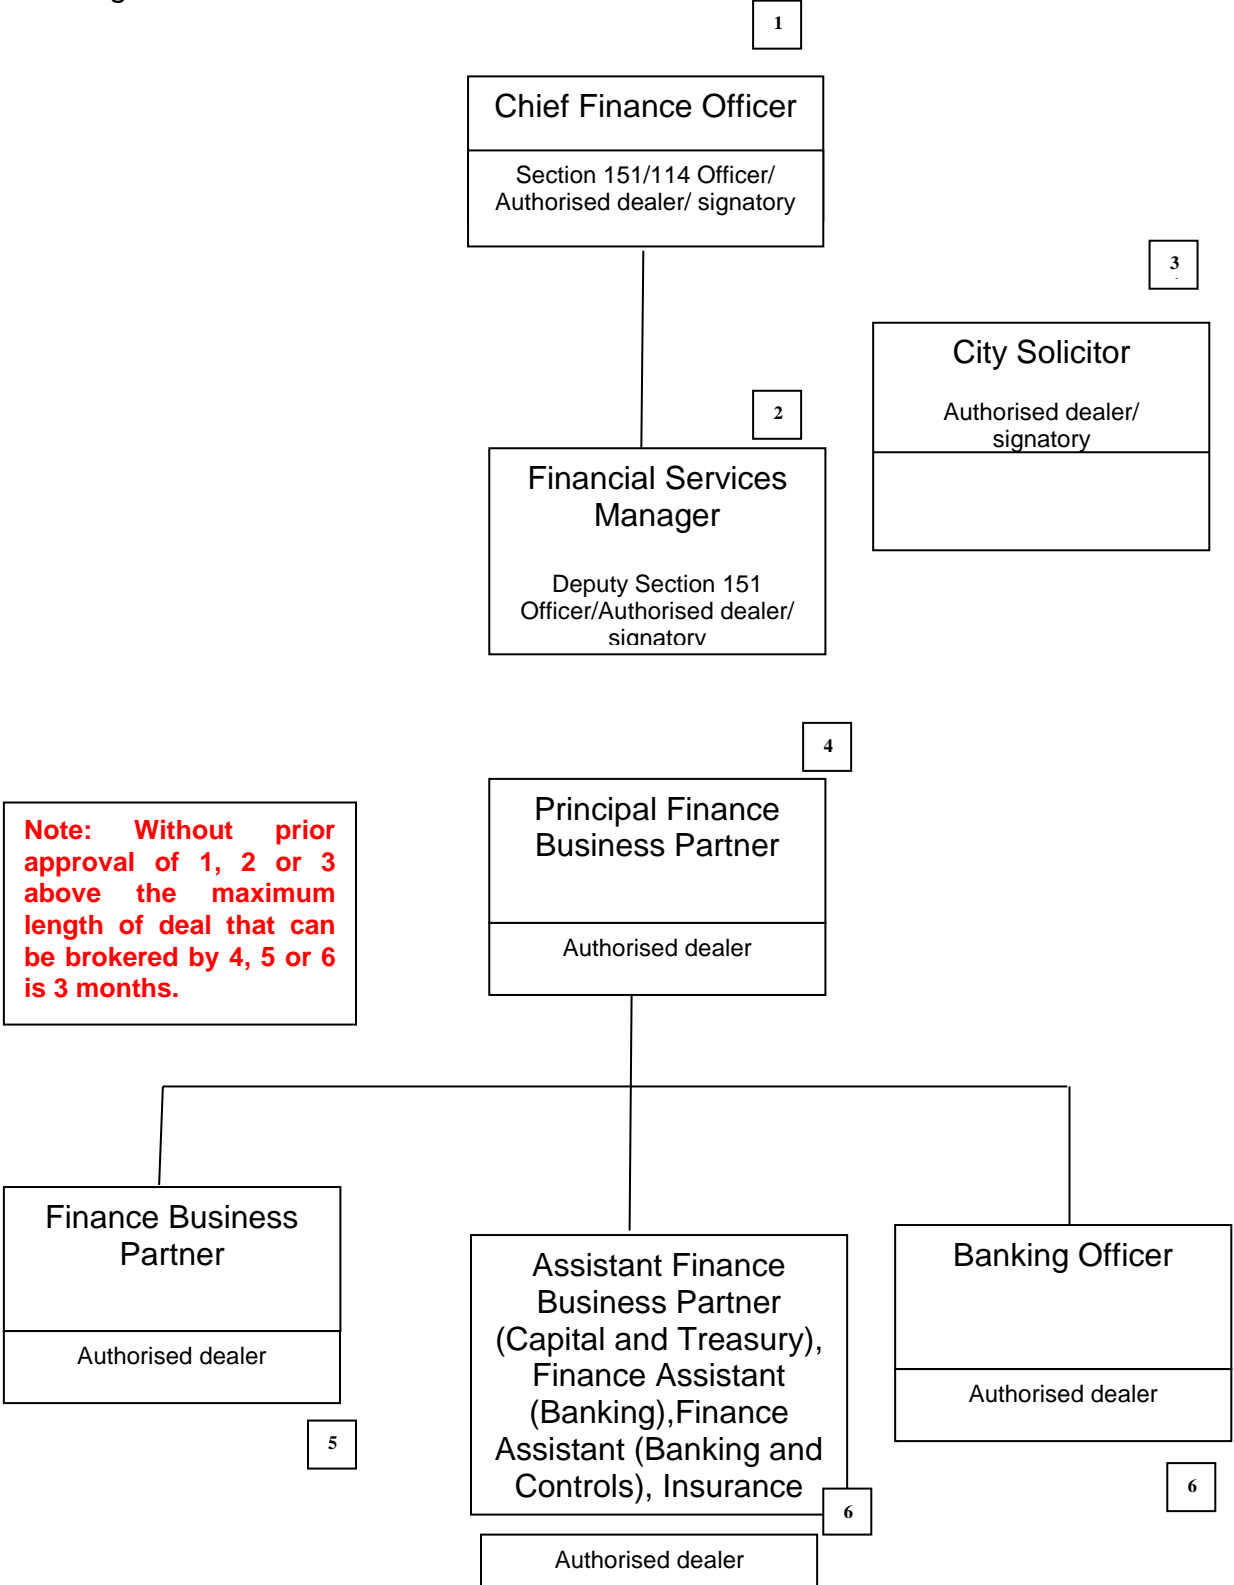 1
Chief Finance Officer
Section 151/114 Officer/
Authorised dealer/ signatory
3
City Solicitor
Authorised dealer/
signatory
2
Financial Services
Manager
Deputy Section 151
Officer/Authorised dealer/
signatory
4
Principal Finance
Business Partner
Authorised dealer
Note: Without prior
approval of 1, 2 or 3
above the maximum
length of deal that can
be brokered by 4, 5 or 6
is 3 months.
Finance Business
Partner
Authorised dealer
5
Assistant Finance
Business Partner
(Capital and Treasury),
Finance Assistant
(Banking),Finance
Assistant (Banking and
Controls), Insurance
6
Authorised dealer
Banking Officer
Authorised dealer
6